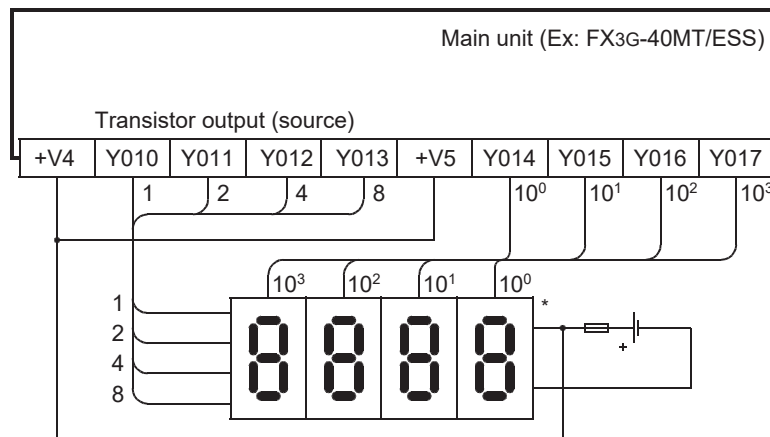 Main unit (Ex: FX3G-40MT/ESS)
Transistor output (source)
+V4 Y010 Y011 Y012 Y013 +V5 Y014 Y015 Y016 Y017
1 2 4 8 10⁰ 10¹ 10² 10³
10³ 10² 10¹ 10⁰
*
1
2
4
8
8888
+